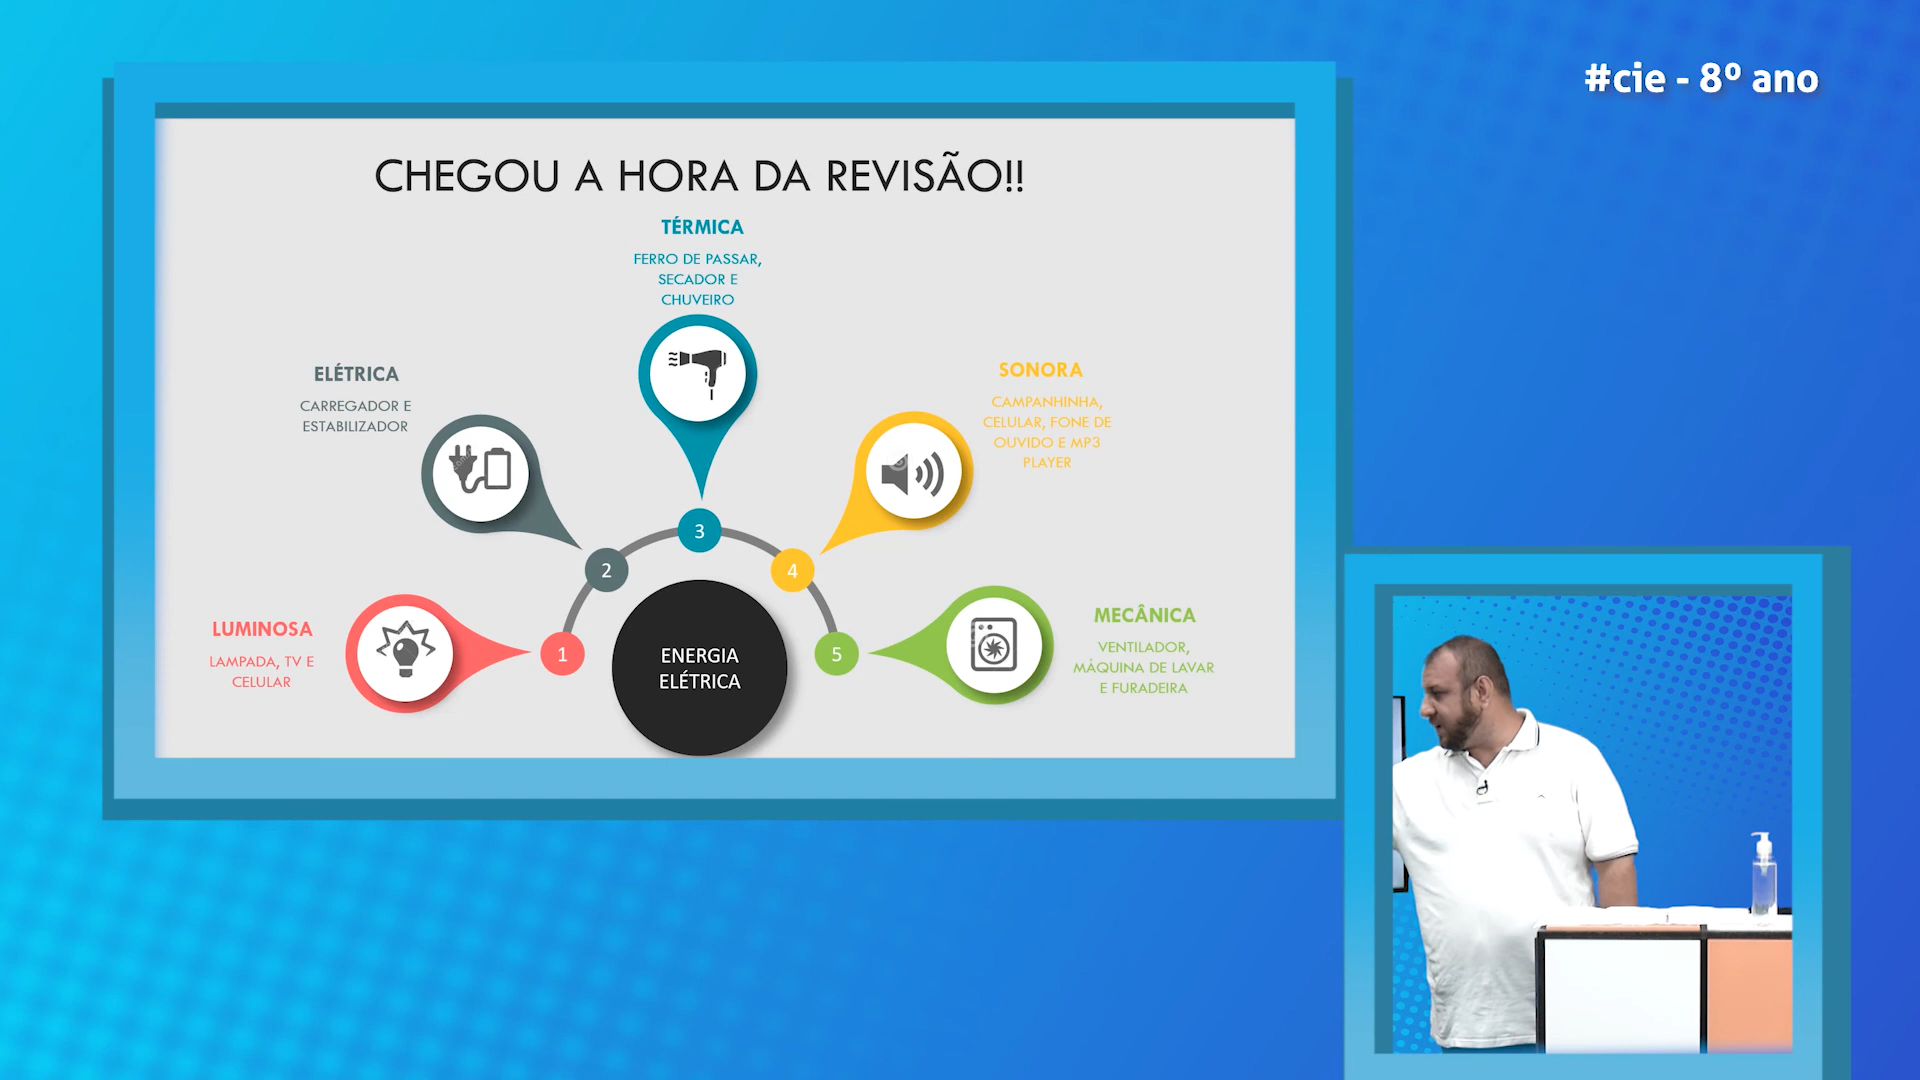 #cie - 8º ano
CHEGOU A HORA DA REVISÃO!!
TÉRMICA
FERRO DE PASSAR,
SECADOR E
CHUVEIRO
ELÉTRICA
CARREGADOR E
ESTABILIZADOR
SONORA
CAMPANHINHA,
CELULAR, FONE DE
OUVIDO E MP3
PLAYER
3
2
4
LUMINOSA
LAMPADA, TV E
CELULAR
1
ENERGIA
ELÉTRICA
5
MECÂNICA
VENTILADOR,
MÁQUINA DE LAVAR
E FURADEIRA